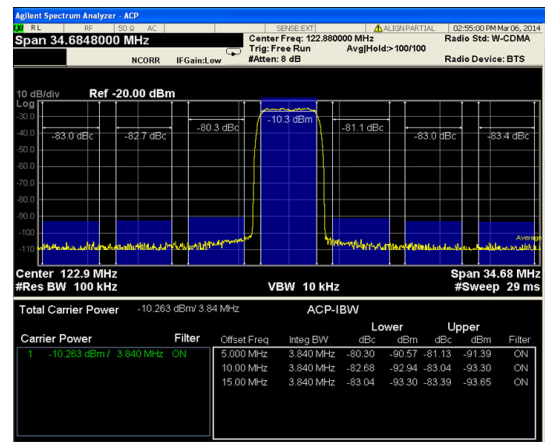 Agilent Spectrum Analyzer - ACP
RL RF 50 Ω AC SENSE:EXT ALIGN PARTIAL 02:55:00 PM Mar 06, 2014
Span 34.6848000 MHz Center Freq: 122.880000 MHz Radio Std: W-CDMA
Trig: Free Run Avg|Hold:>100/100
NCORR IFGain:Low #Atten: 8 dB Radio Device: BTS
10 dB/div Ref -20.00 dBm
Log
-30.0
-40.0
-50.0
-60.0
-70.0
-80.0
-90.0
-100
-110
-83.0 dBc -82.7 dBc -80.3 dBc -10.3 dBm -81.1 dBc -83.0 dBc -83.4 dBc
Average
Center 122.9 MHz Span 34.68 MHz
#Res BW 100 kHz VBW 10 kHz #Sweep 29 ms
Total Carrier Power -10.263 dBm/ 3.84 MHz ACP-IBW
Lower Upper
Carrier Power Filter Offset Freq Integ BW dBc dBm dBc dBm Filter
1 -10.263 dBm / 3.840 MHz ON 5.000 MHz 3.840 MHz -80.30 -90.57 -81.13 -91.39 ON
10.00 MHz 3.840 MHz -82.68 -92.94 -83.04 -93.30 ON
15.00 MHz 3.840 MHz -83.04 -93.30 -83.39 -93.65 ON